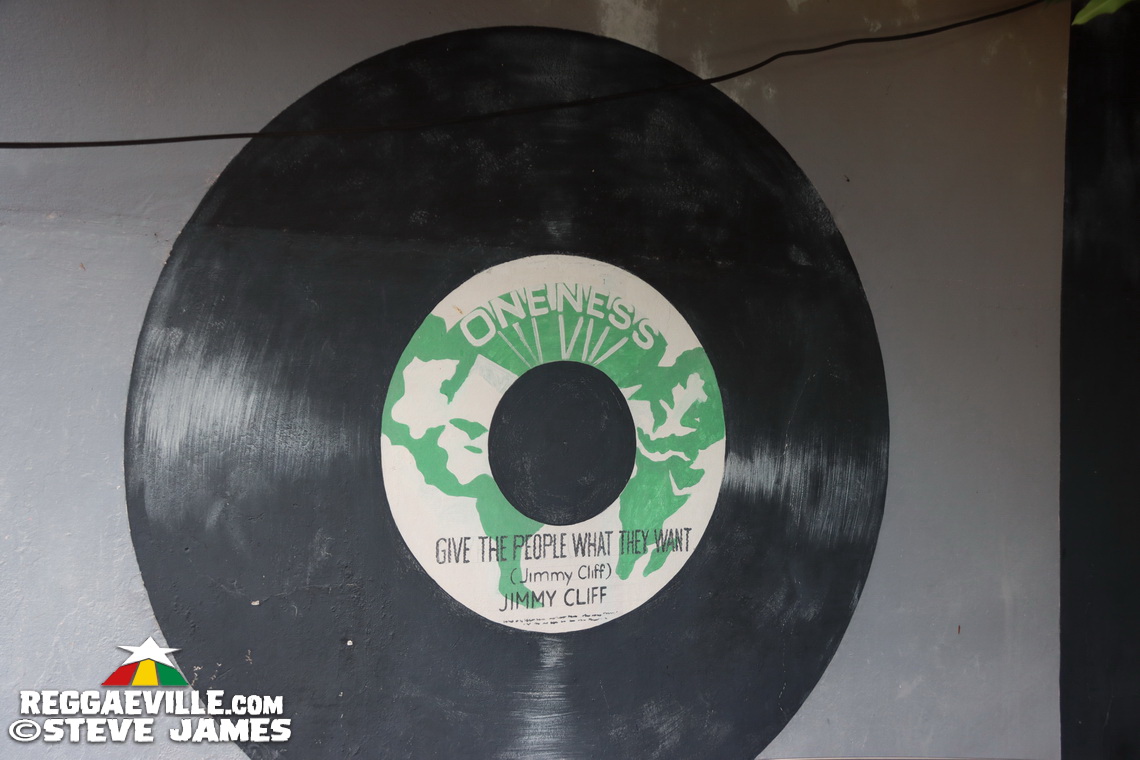 ONENESS
GIVE THE PEOPLE WHAT THEY WANT
(Jimmy Cliff)
JIMMY CLIFF
REGGAEVILLE.COM
©STEVE JAMES